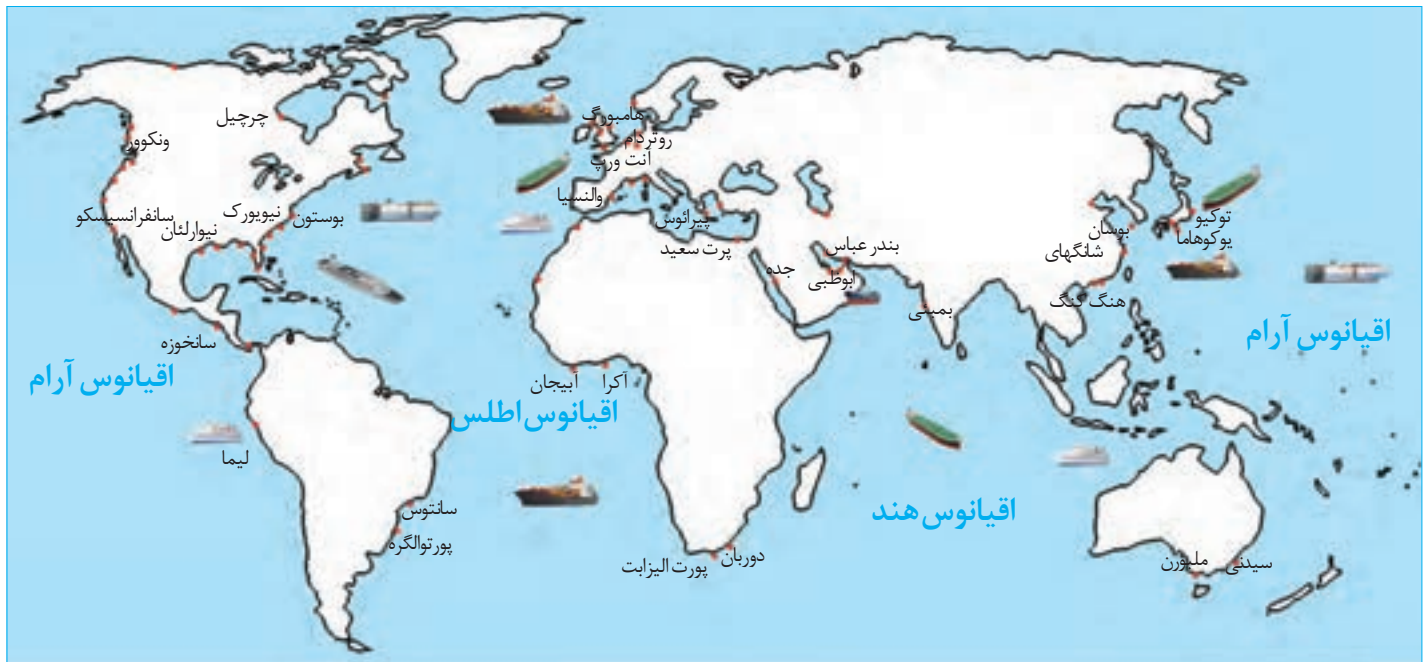 چرچیل
ونکوور
سانفرانسیسکو
نیویورک
بوستون
نیوارلئان
سانخوزه
اقیانوس آرام
لیما
سانتوس
پورتوالگره
هامبورگ
روتردام
آنت ورپ
والنسیا
پیرائوس
پرت سعید
جده
بندر عباس
ابوظبی
بمبئی
آبیجان
آکرا
اقیانوس اطلس
پورت الیزابت
دوربان
اقیانوس هند
توکیو
یوکوهاما
بوسان
شانگهای
هنگ کنگ
اقیانوس آرام
ملبورن
سیدنی